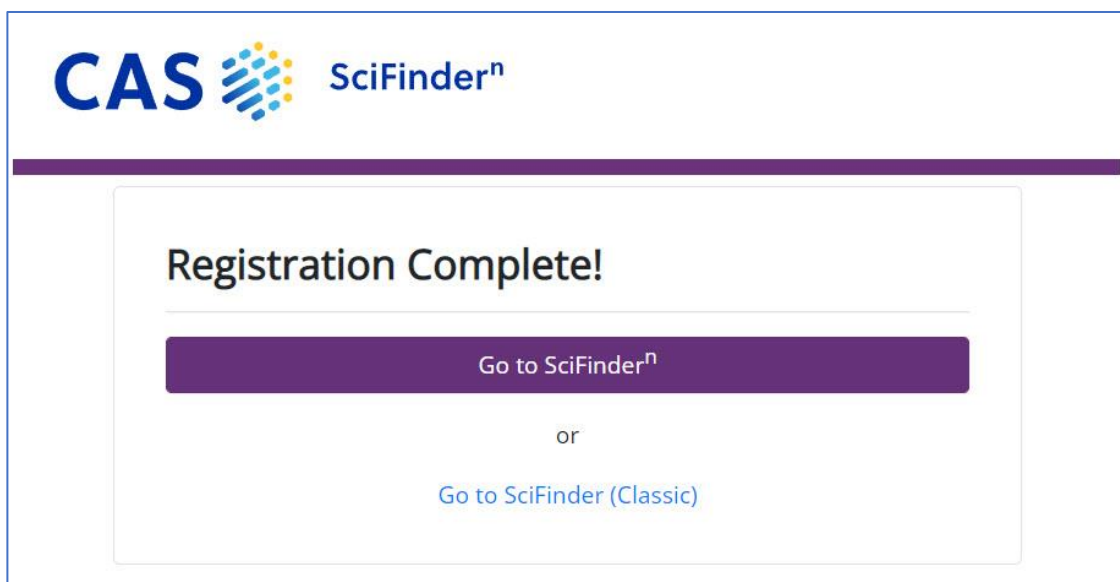 CAS SciFinderⁿ
Registration Complete!
Go to SciFinderⁿ
or
Go to SciFinder (Classic)